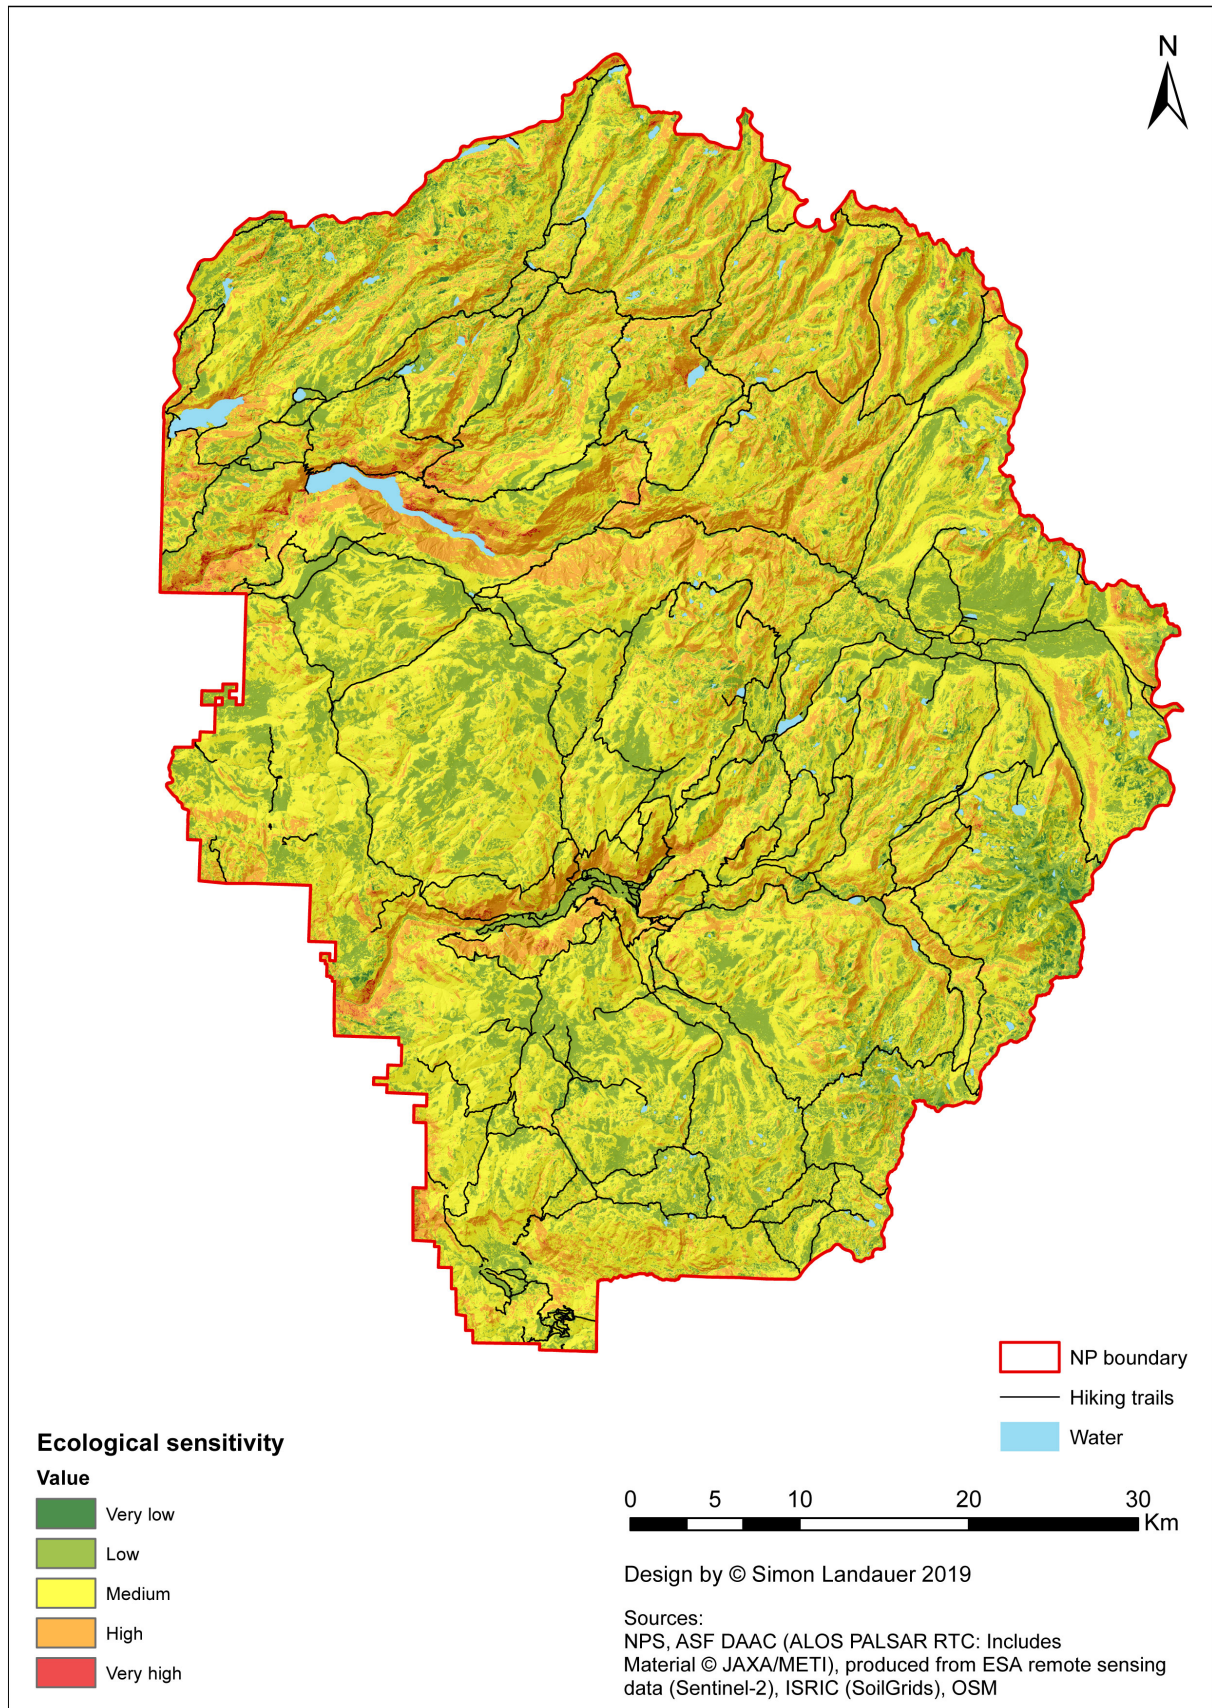 N
NP boundary
Hiking trails
Water
Ecological sensitivity
Value
Very low
Low
Medium
High
Very high
0 5 10 20 30
Km
Design by © Simon Landauer 2019
Sources:
NPS, ASF DAAC (ALOS PALSAR RTC: Includes
Material © JAXA/METI), produced from ESA remote sensing
data (Sentinel-2), ISRIC (SoilGrids), OSM